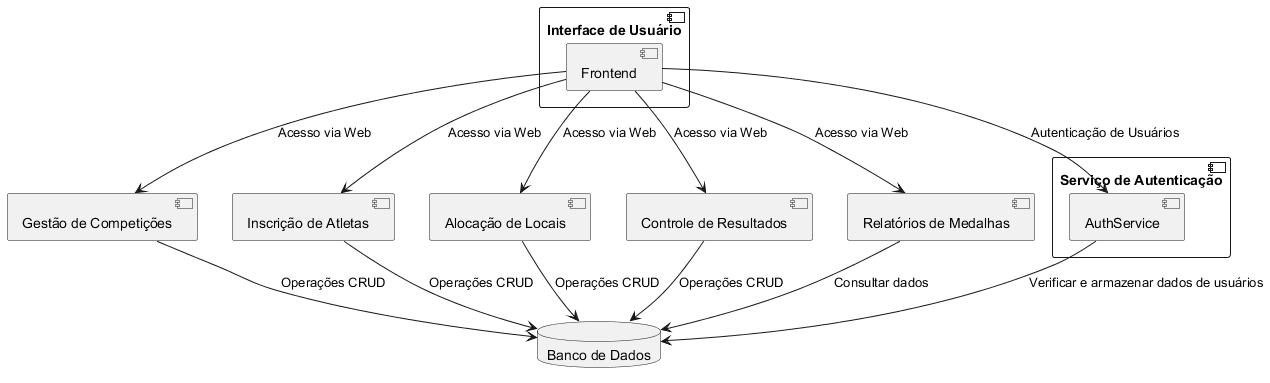 Interface de Usuário
Frontend
Acesso via Web
Acesso via Web
Acesso via Web
Acesso via Web
Acesso via Web
Autenticação de Usuários
Serviço de Autenticação
Gestão de Competições
Inscrição de Atletas
Alocação de Locais
Controle de Resultados
Relatórios de Medalhas
AuthService
Operações CRUD
Operações CRUD
Operações CRUD
Operações CRUD
Consultar dados
Verificar e armazenar dados de usuários
Banco de Dados